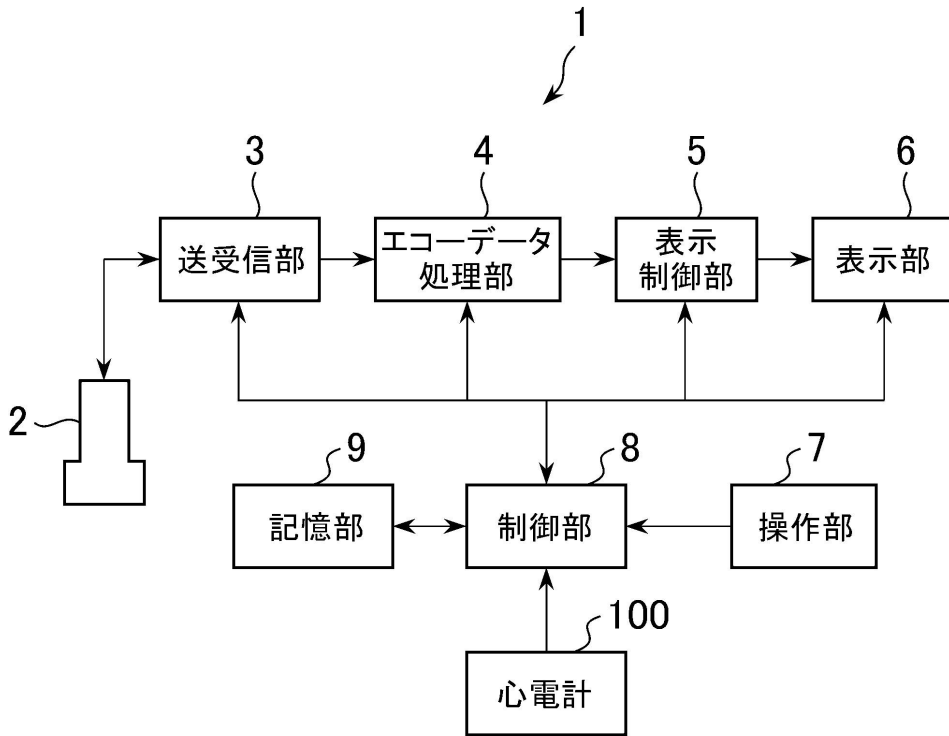 1
3
4
5
6
送受信部
エコーデータ
処理部
表示
制御部
表示部
2
9
8
7
記憶部
制御部
操作部
100
心電計